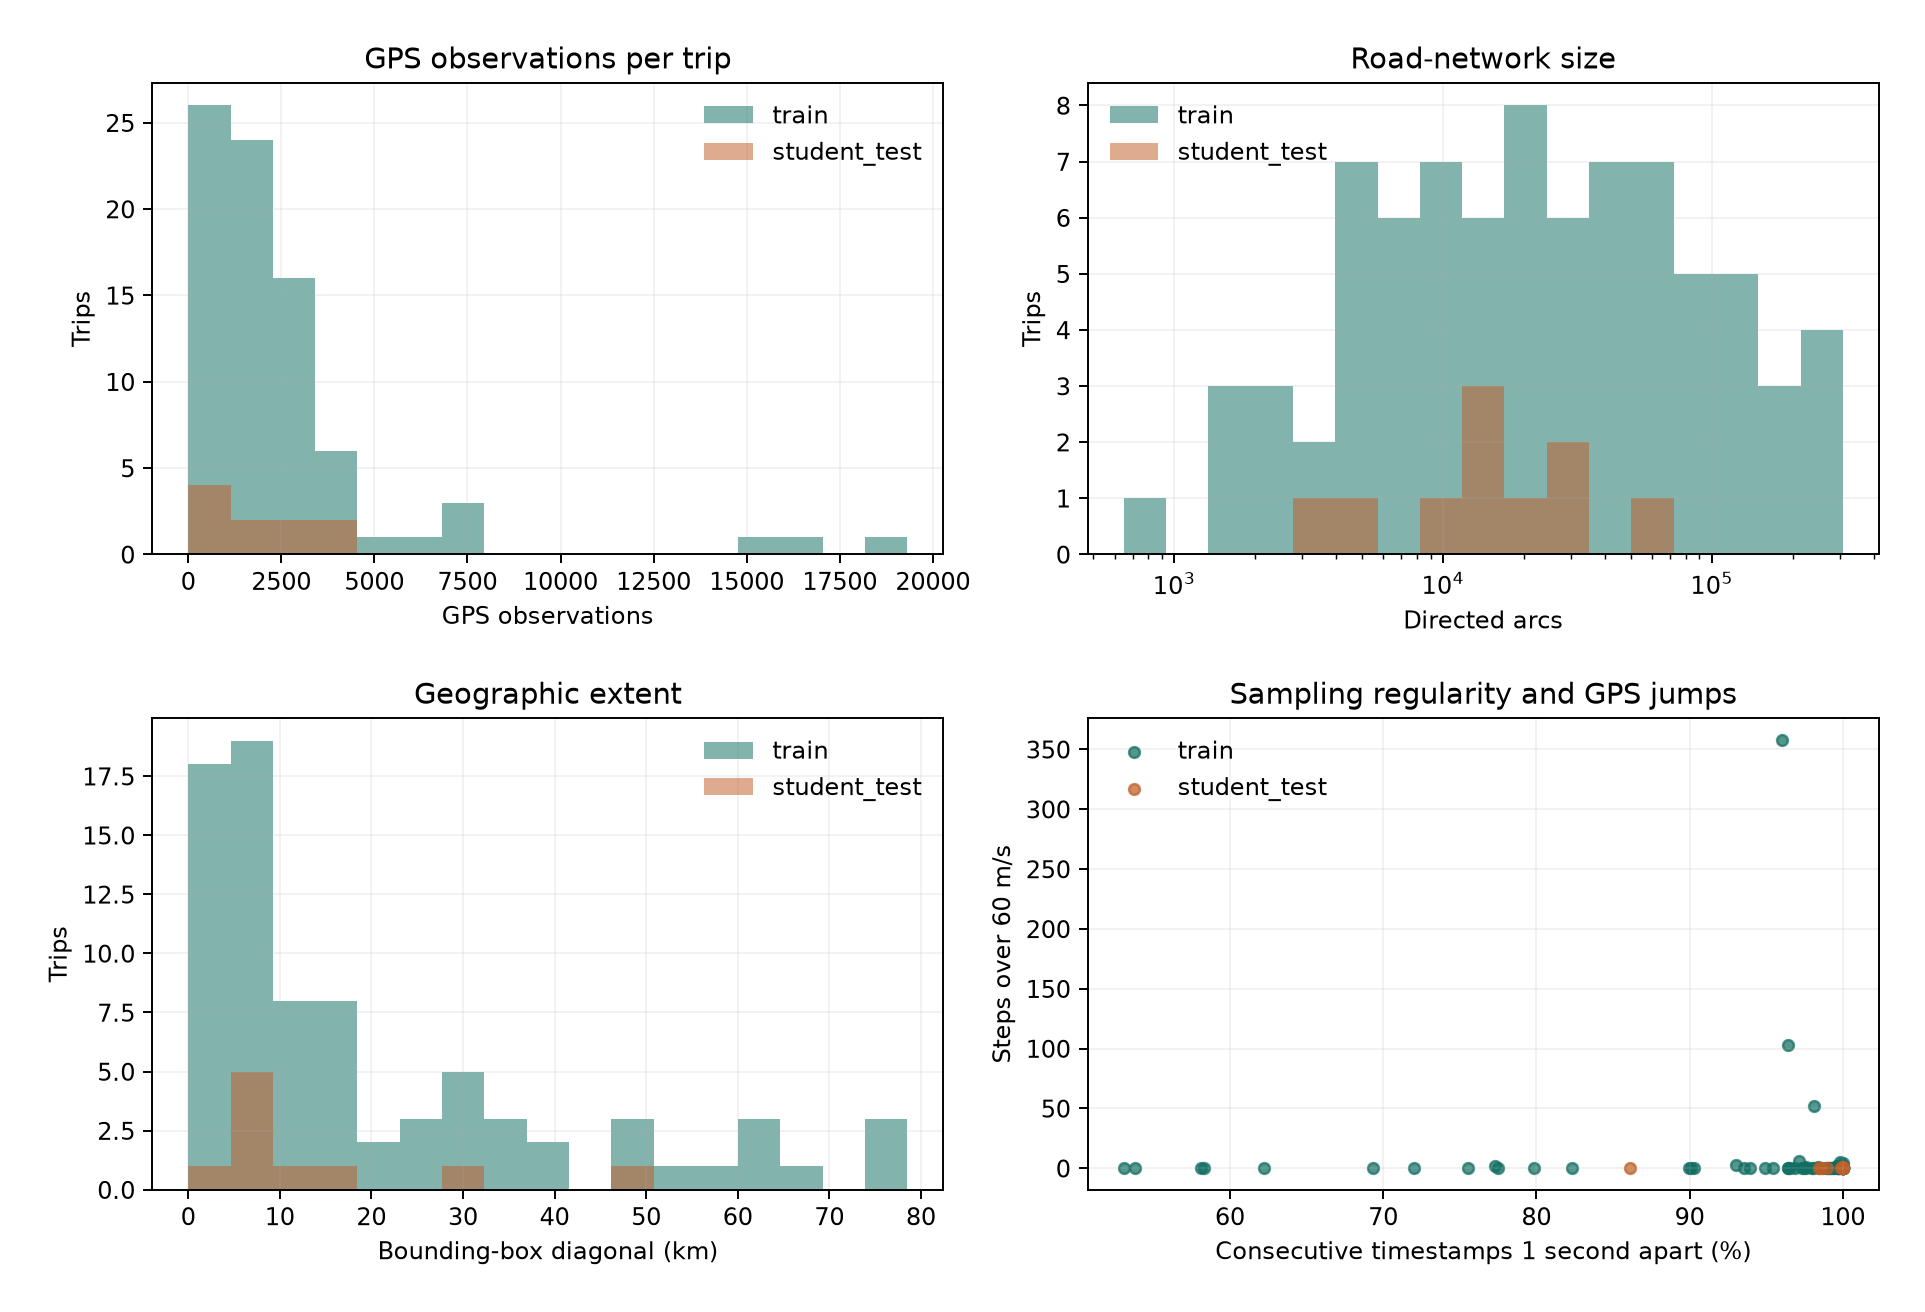 GPS observations per trip
25
20
15
10
5
0
Trips
train
student_test
0 2500 5000 7500 10000 12500 15000 17500 20000
GPS observations
Road-network size
8
7
6
5
4
3
2
1
0
Trips
train
student_test
10³ 10⁴ 10⁵
Directed arcs
Geographic extent
17.5
15.0
12.5
10.0
7.5
5.0
2.5
0.0
Trips
train
student_test
0 10 20 30 40 50 60 70 80
Bounding-box diagonal (km)
Sampling regularity and GPS jumps
350
300
250
200
150
100
50
0
Steps over 60 m/s
train
student_test
60 70 80 90 100
Consecutive timestamps 1 second apart (%)